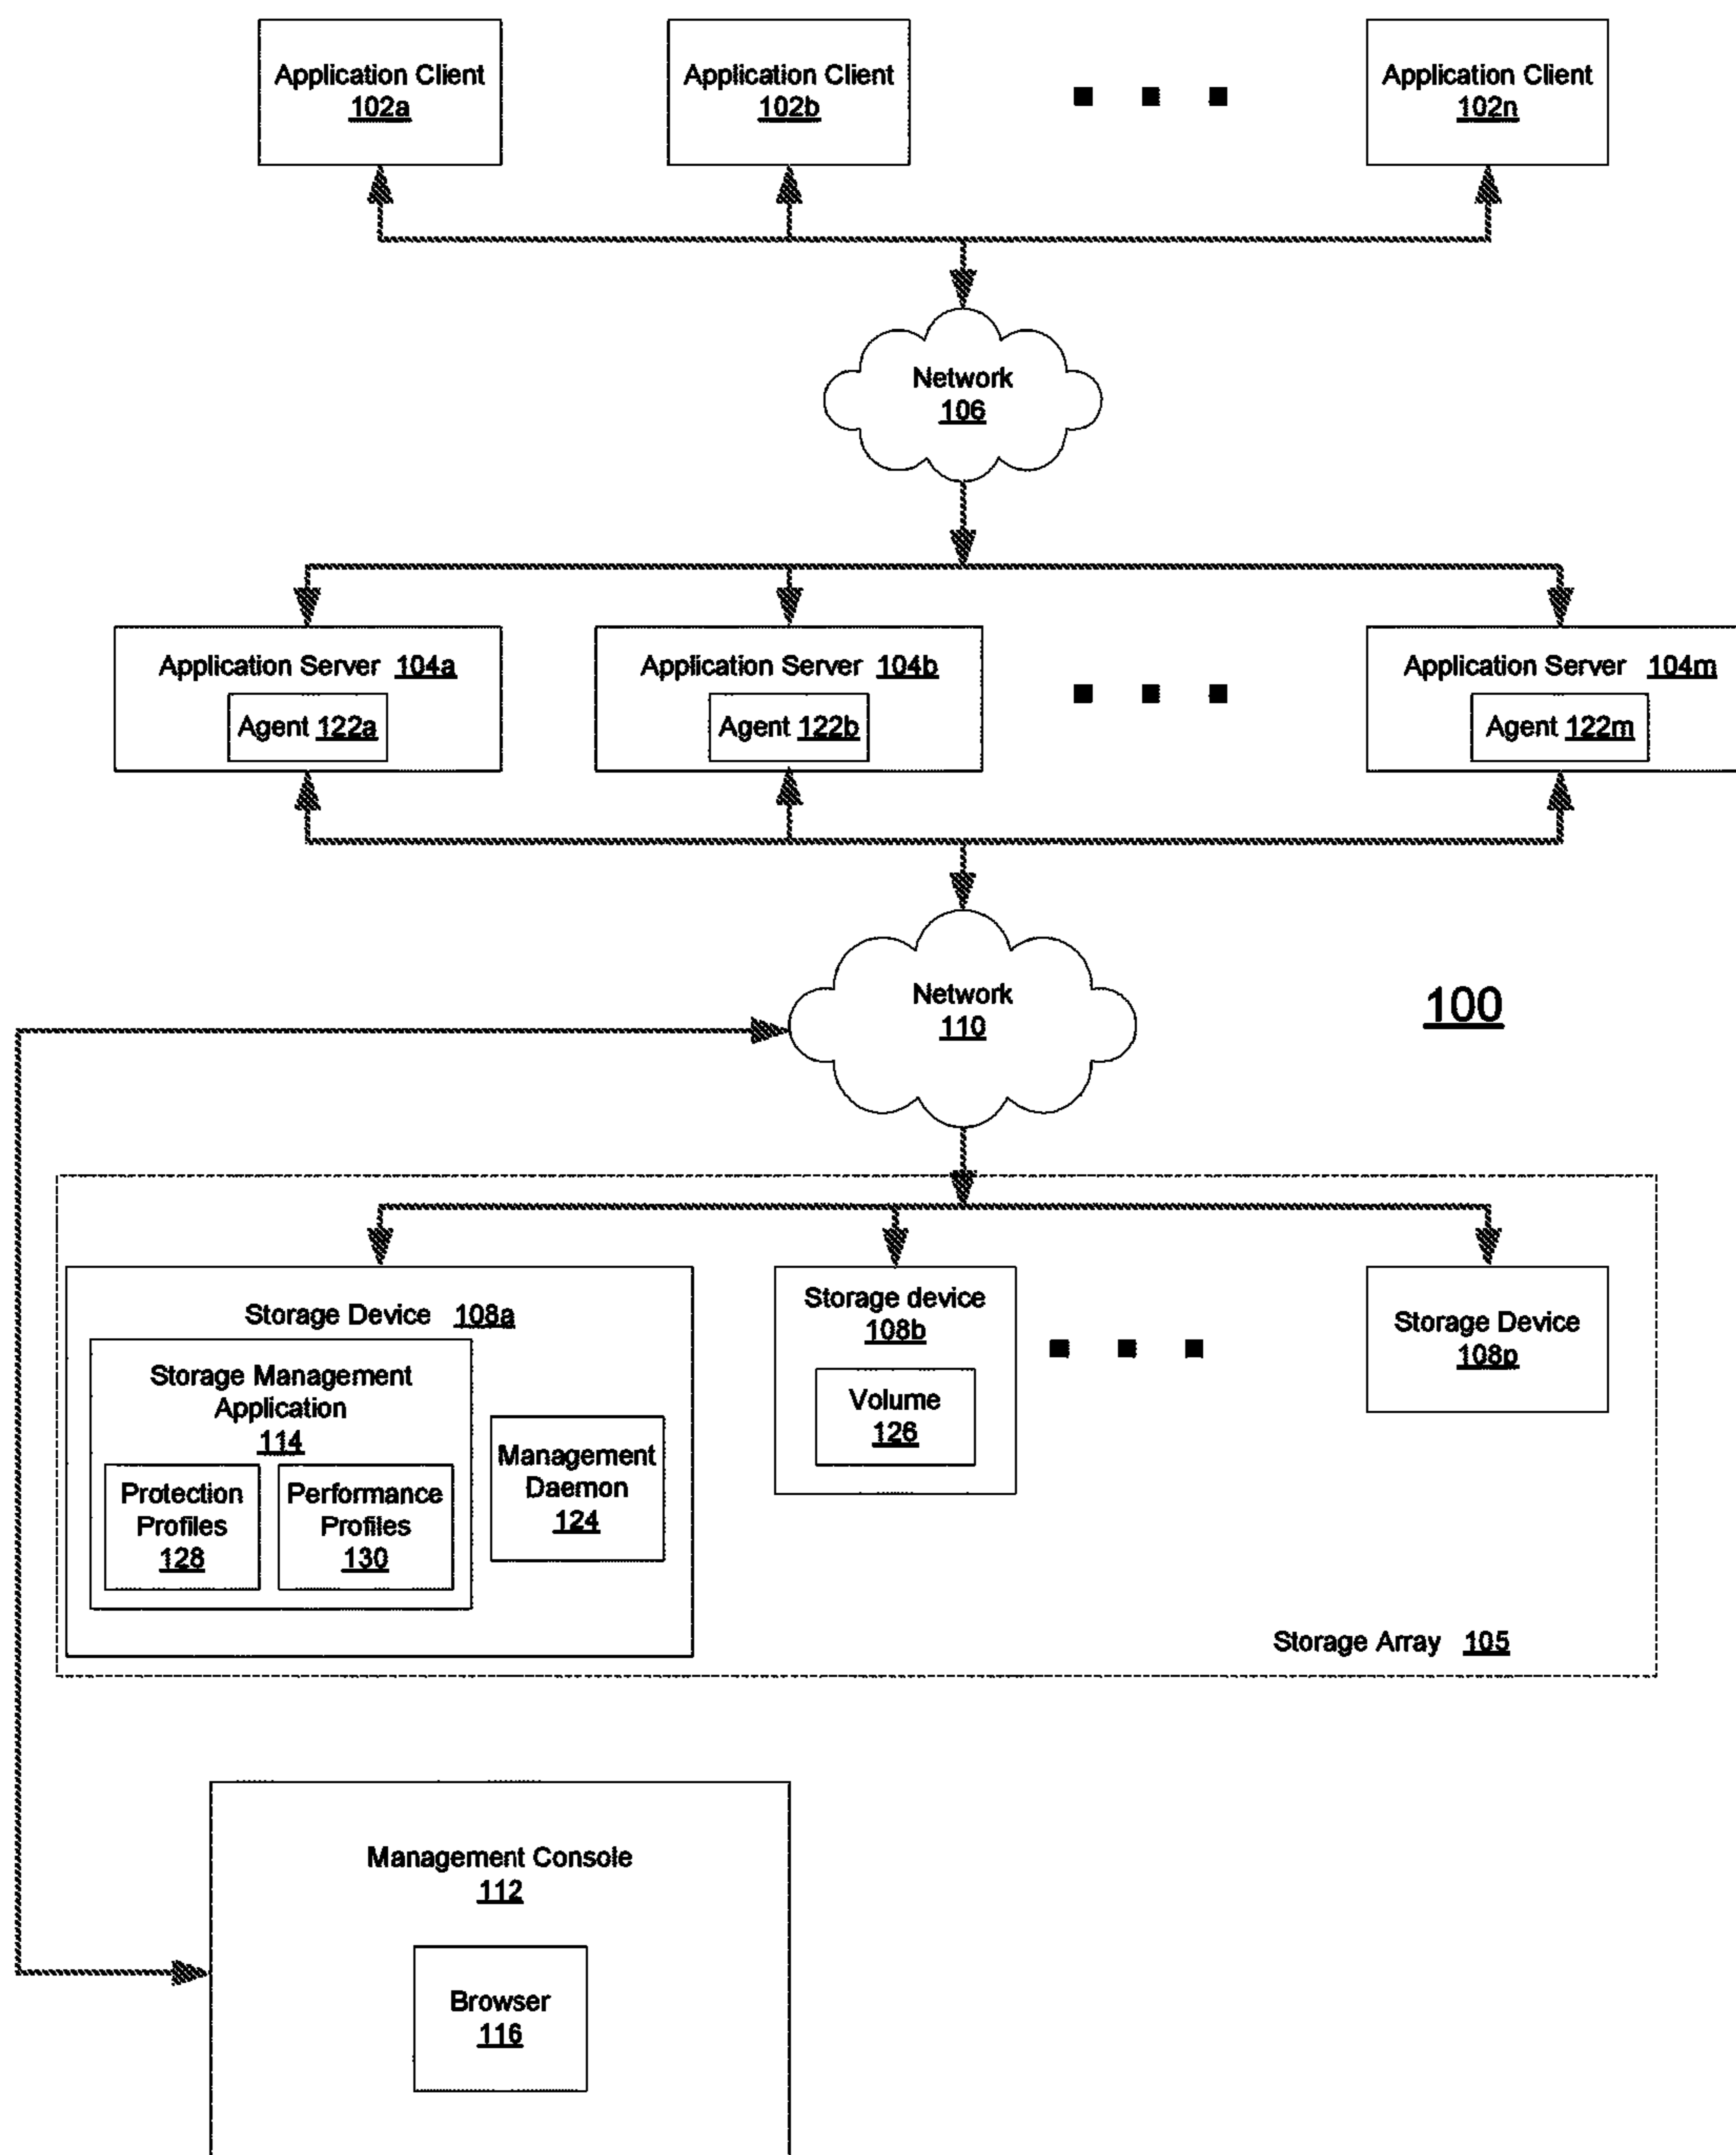 Application Client
102a
Application Client
102b
Application Client
102n
Network
106
Application Server 104a
Agent 122a
Application Server 104b
Agent 122b
Application Server 104m
Agent 122m
Network
110
100
Storage Device 108a
Storage Management
Application
114
Protection
Profiles
128
Performance
Profiles
130
Management
Daemon
124
Storage device
108b
Volume
126
Storage Device
108p
Storage Array 105
Management Console
112
Browser
116